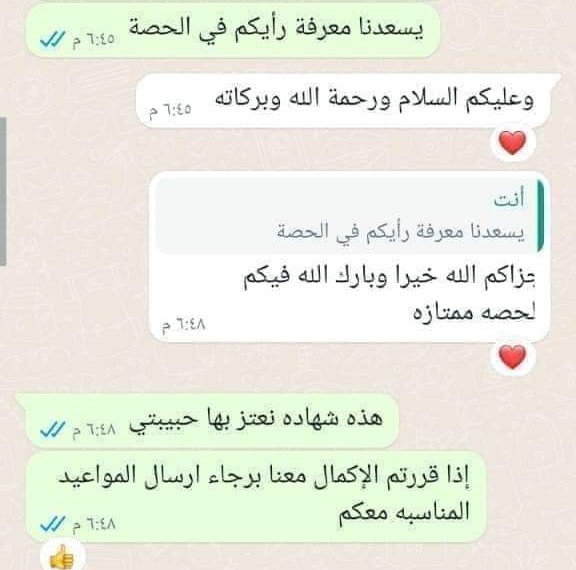 يسعدنا معرفة رأيكم في الحصة
٦:٤٥ م
وعليكم السلام ورحمة الله وبركاته
٦:٤٥ م
أنت
يسعدنا معرفة رأيكم في الحصة
جزاكم الله خيرا وبارك الله فيكم
لحصه ممتازه
٦:٤٨ م
هذه شهاده نعتز بها حبيبتي
٦:٤٨ م
إذا قررتم الإكمال معنا برجاء ارسال المواعيد
المناسبه معكم
٦:٤٨ م